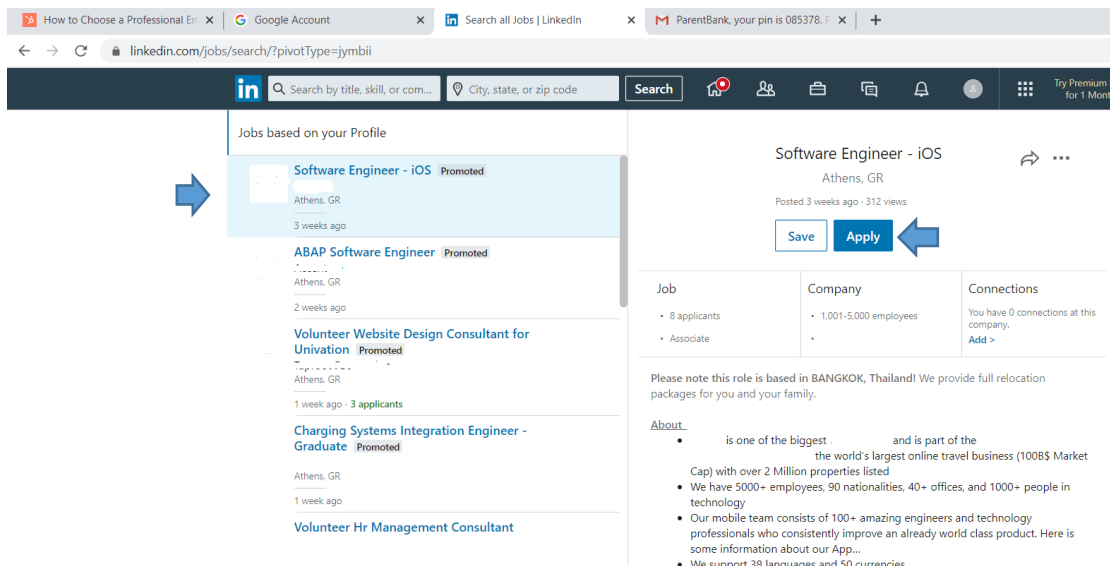 How to Choose a Professional Em
Google Account
Search all Jobs | LinkedIn
ParentBank, your pin is 085378. P
linkedin.com/jobs/search/?pivotType=jymbii
in
Search by title, skill, or com...
City, state, or zip code
Search
Try Premium
for 1 Mont
Jobs based on your Profile
Software Engineer - iOS Promoted
Athens, GR
3 weeks ago
ABAP Software Engineer Promoted
Athens, GR
2 weeks ago
Volunteer Website Design Consultant for
Univation Promoted
Athens, GR
1 week ago · 3 applicants
Charging Systems Integration Engineer -
Graduate Promoted
Athens, GR
1 week ago
Volunteer Hr Management Consultant
Software Engineer - iOS
Athens, GR
Posted 3 weeks ago · 312 views
Save Apply
Job
• 8 applicants
• Associate
Company
• 1,001-5,000 employees
•
Connections
You have 0 connections at this
company.
Add >
Please note this role is based in BANGKOK, Thailand! We provide full relocation
packages for you and your family.
About
• is one of the biggest and is part of the
the world's largest online travel business (100B$ Market
Cap) with over 2 Million properties listed
• We have 5000+ employees, 90 nationalities, 40+ offices, and 1000+ people in
technology
• Our mobile team consists of 100+ amazing engineers and technology
professionals who consistently improve an already world class product. Here is
some information about our App...
• We support 38 languages and 50 currencies